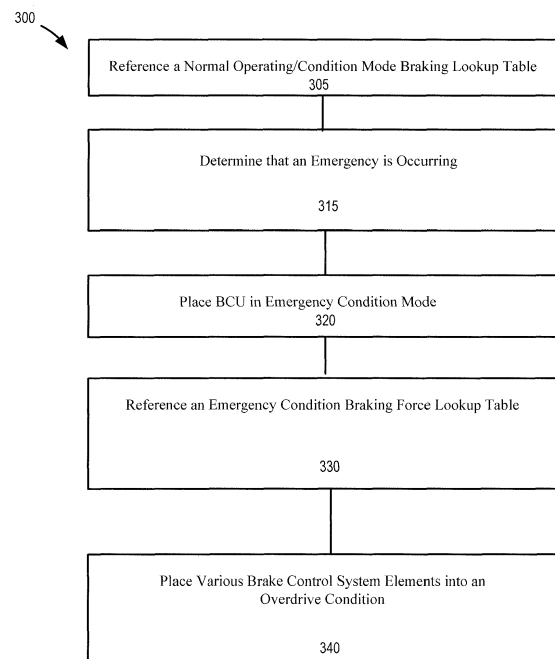 300
Reference a Normal Operating/Condition Mode Braking Lookup Table
305
Determine that an Emergency is Occurring
315
Place BCU in Emergency Condition Mode
320
Reference an Emergency Condition Braking Force Lookup Table
330
Place Various Brake Control System Elements into an
Overdrive Condition
340